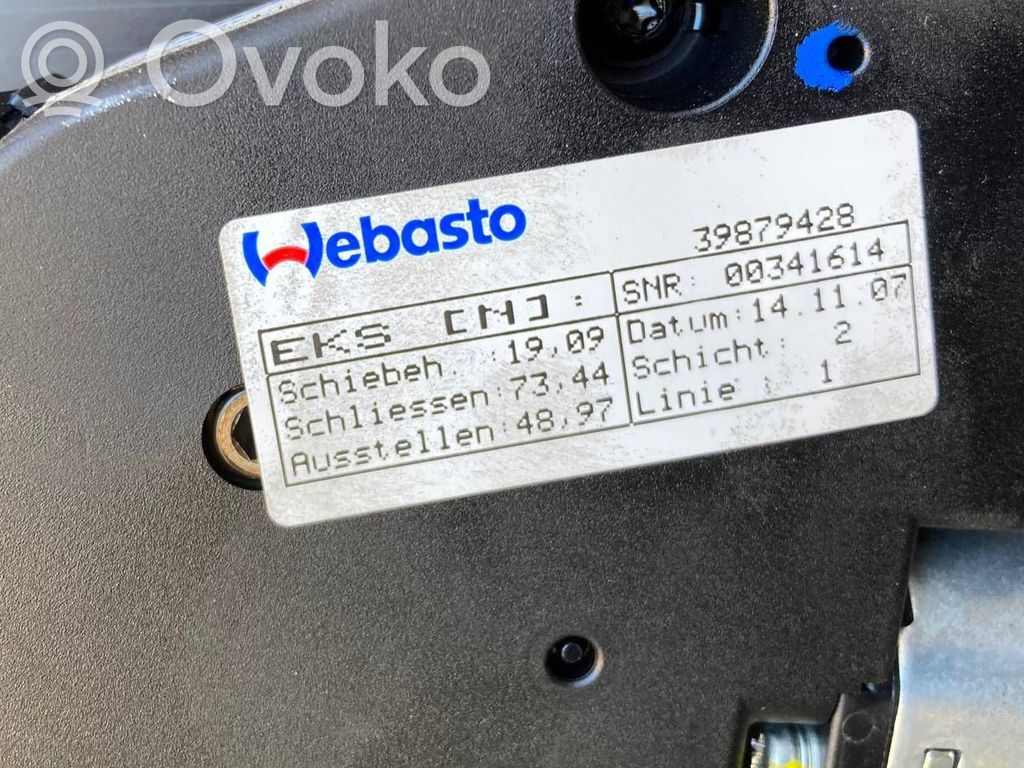 Ovoko
Webasto
39879428
EKS [N]:
SNR: 00341614
Schiebeh. :19,09
Datum:14.11.07
Schliessen:73,44
Schicht: 2
Ausstellen:48,97
Linie : 1